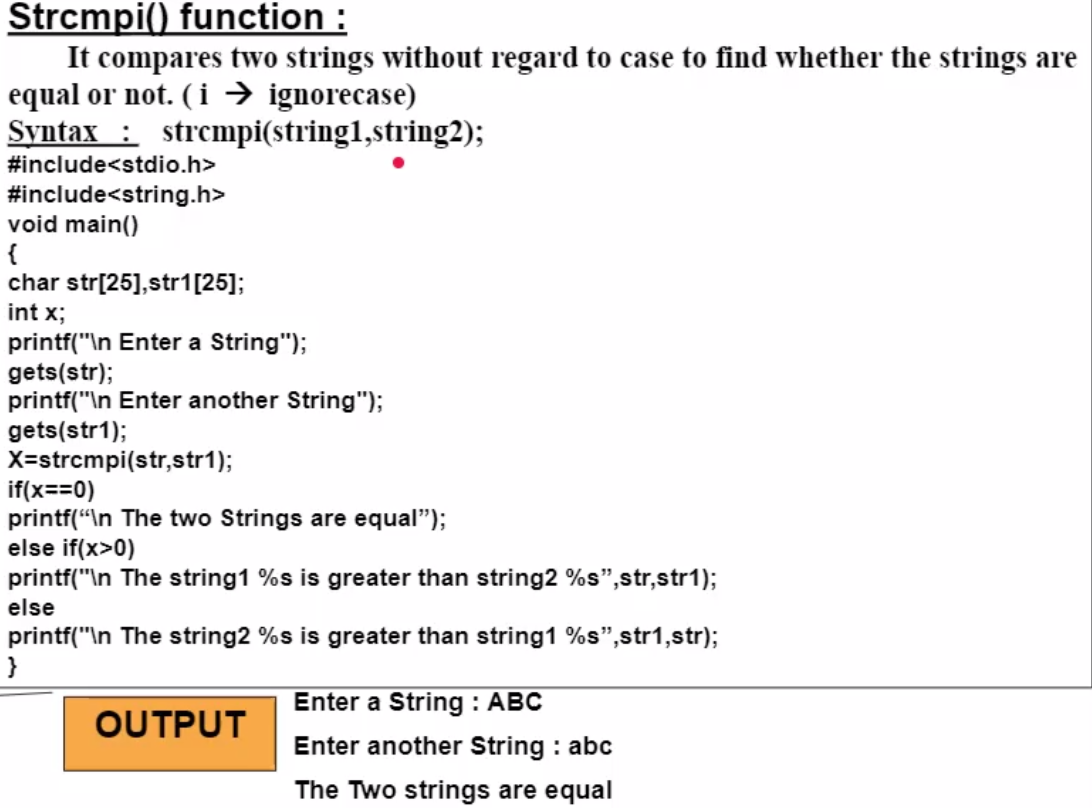 Strcmpi() function :
It compares two strings without regard to case to find whether the strings are
equal or not. ( i → ignorecase)
Syntax : strcmpi(string1,string2);
#include<stdio.h>
#include<string.h>
void main()
{
char str[25],str1[25];
int x;
printf("\n Enter a String");
gets(str);
printf("\n Enter another String");
gets(str1);
X=strcmpi(str,str1);
if(x==0)
printf(“\n The two Strings are equal”);
else if(x>0)
printf("\n The string1 %s is greater than string2 %s”,str,str1);
else
printf("\n The string2 %s is greater than string1 %s”,str1,str);
}
OUTPUT
Enter a String : ABC
Enter another String : abc
The Two strings are equal